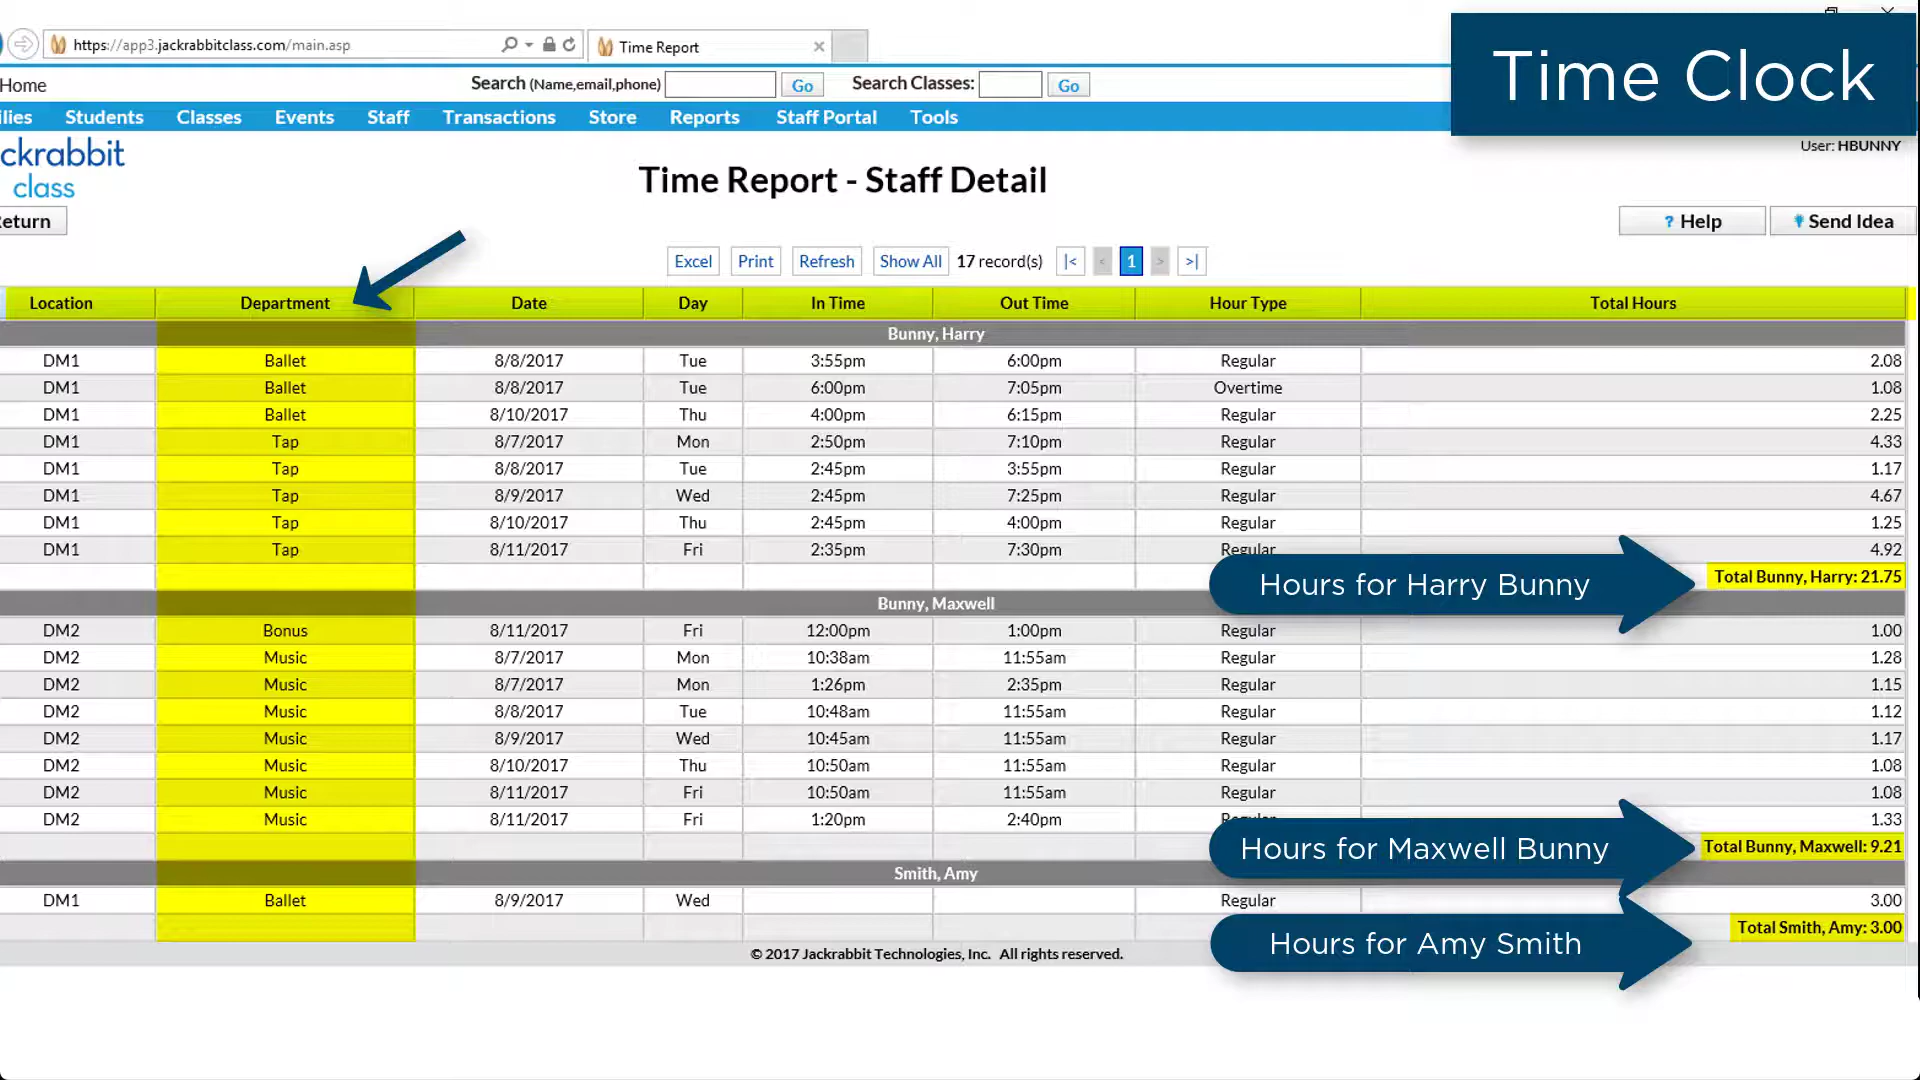 Time Clock
https://app3.jackrabbitclass.com/main.asp
Time Report
Home Search (Name,email,phone) Go Search Classes: Go
ilies Students Classes Events Staff Transactions Store Reports Staff Portal Tools
User: HBUNNY
ckrabbit
class
Time Report - Staff Detail
eturn ? Help Send Idea
Excel Print Refresh Show All 17 record(s) |< < 1 > >|
Location Department Date Day In Time Out Time Hour Type Total Hours
Bunny, Harry
DM1 Ballet 8/8/2017 Tue 3:55pm 6:00pm Regular 2.08
DM1 Ballet 8/8/2017 Tue 6:00pm 7:05pm Overtime 1.08
DM1 Ballet 8/10/2017 Thu 4:00pm 6:15pm Regular 2.25
DM1 Tap 8/7/2017 Mon 2:50pm 7:10pm Regular 4.33
DM1 Tap 8/8/2017 Tue 2:45pm 3:55pm Regular 1.17
DM1 Tap 8/9/2017 Wed 2:45pm 7:25pm Regular 4.67
DM1 Tap 8/10/2017 Thu 2:45pm 4:00pm Regular 1.25
DM1 Tap 8/11/2017 Fri 2:35pm 7:30pm Regular 4.92
Hours for Harry Bunny Total Bunny, Harry: 21.75
Bunny, Maxwell
DM2 Bonus 8/11/2017 Fri 12:00pm 1:00pm Regular 1.00
DM2 Music 8/7/2017 Mon 10:38am 11:55am Regular 1.28
DM2 Music 8/7/2017 Mon 1:26pm 2:35pm Regular 1.15
DM2 Music 8/8/2017 Tue 10:48am 11:55am Regular 1.12
DM2 Music 8/9/2017 Wed 10:45am 11:55am Regular 1.17
DM2 Music 8/10/2017 Thu 10:50am 11:55am Regular 1.08
DM2 Music 8/11/2017 Fri 10:50am 11:55am Regular 1.08
DM2 Music 8/11/2017 Fri 1:20pm 2:40pm Regular 1.33
Hours for Maxwell Bunny Total Bunny, Maxwell: 9.21
Smith, Amy
DM1 Ballet 8/9/2017 Wed Regular 3.00
Hours for Amy Smith Total Smith, Amy: 3.00
© 2017 Jackrabbit Technologies, Inc. All rights reserved.